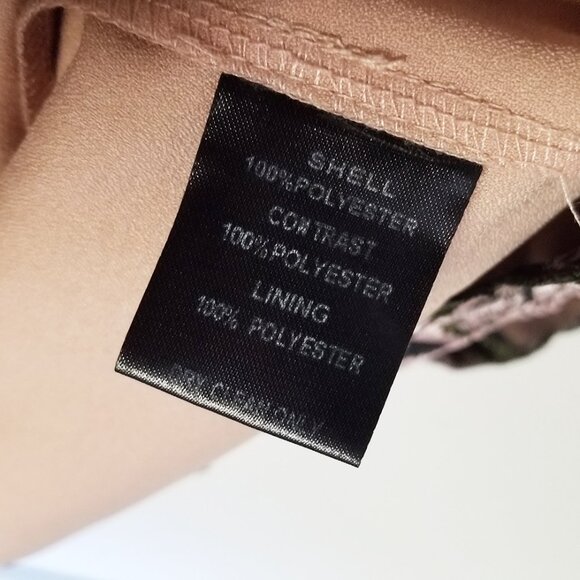 SHELL
100%POLYESTER
CONTRAST
100%POLYESTER
LINING
100% POLYESTER
DRY CLEAN ONLY